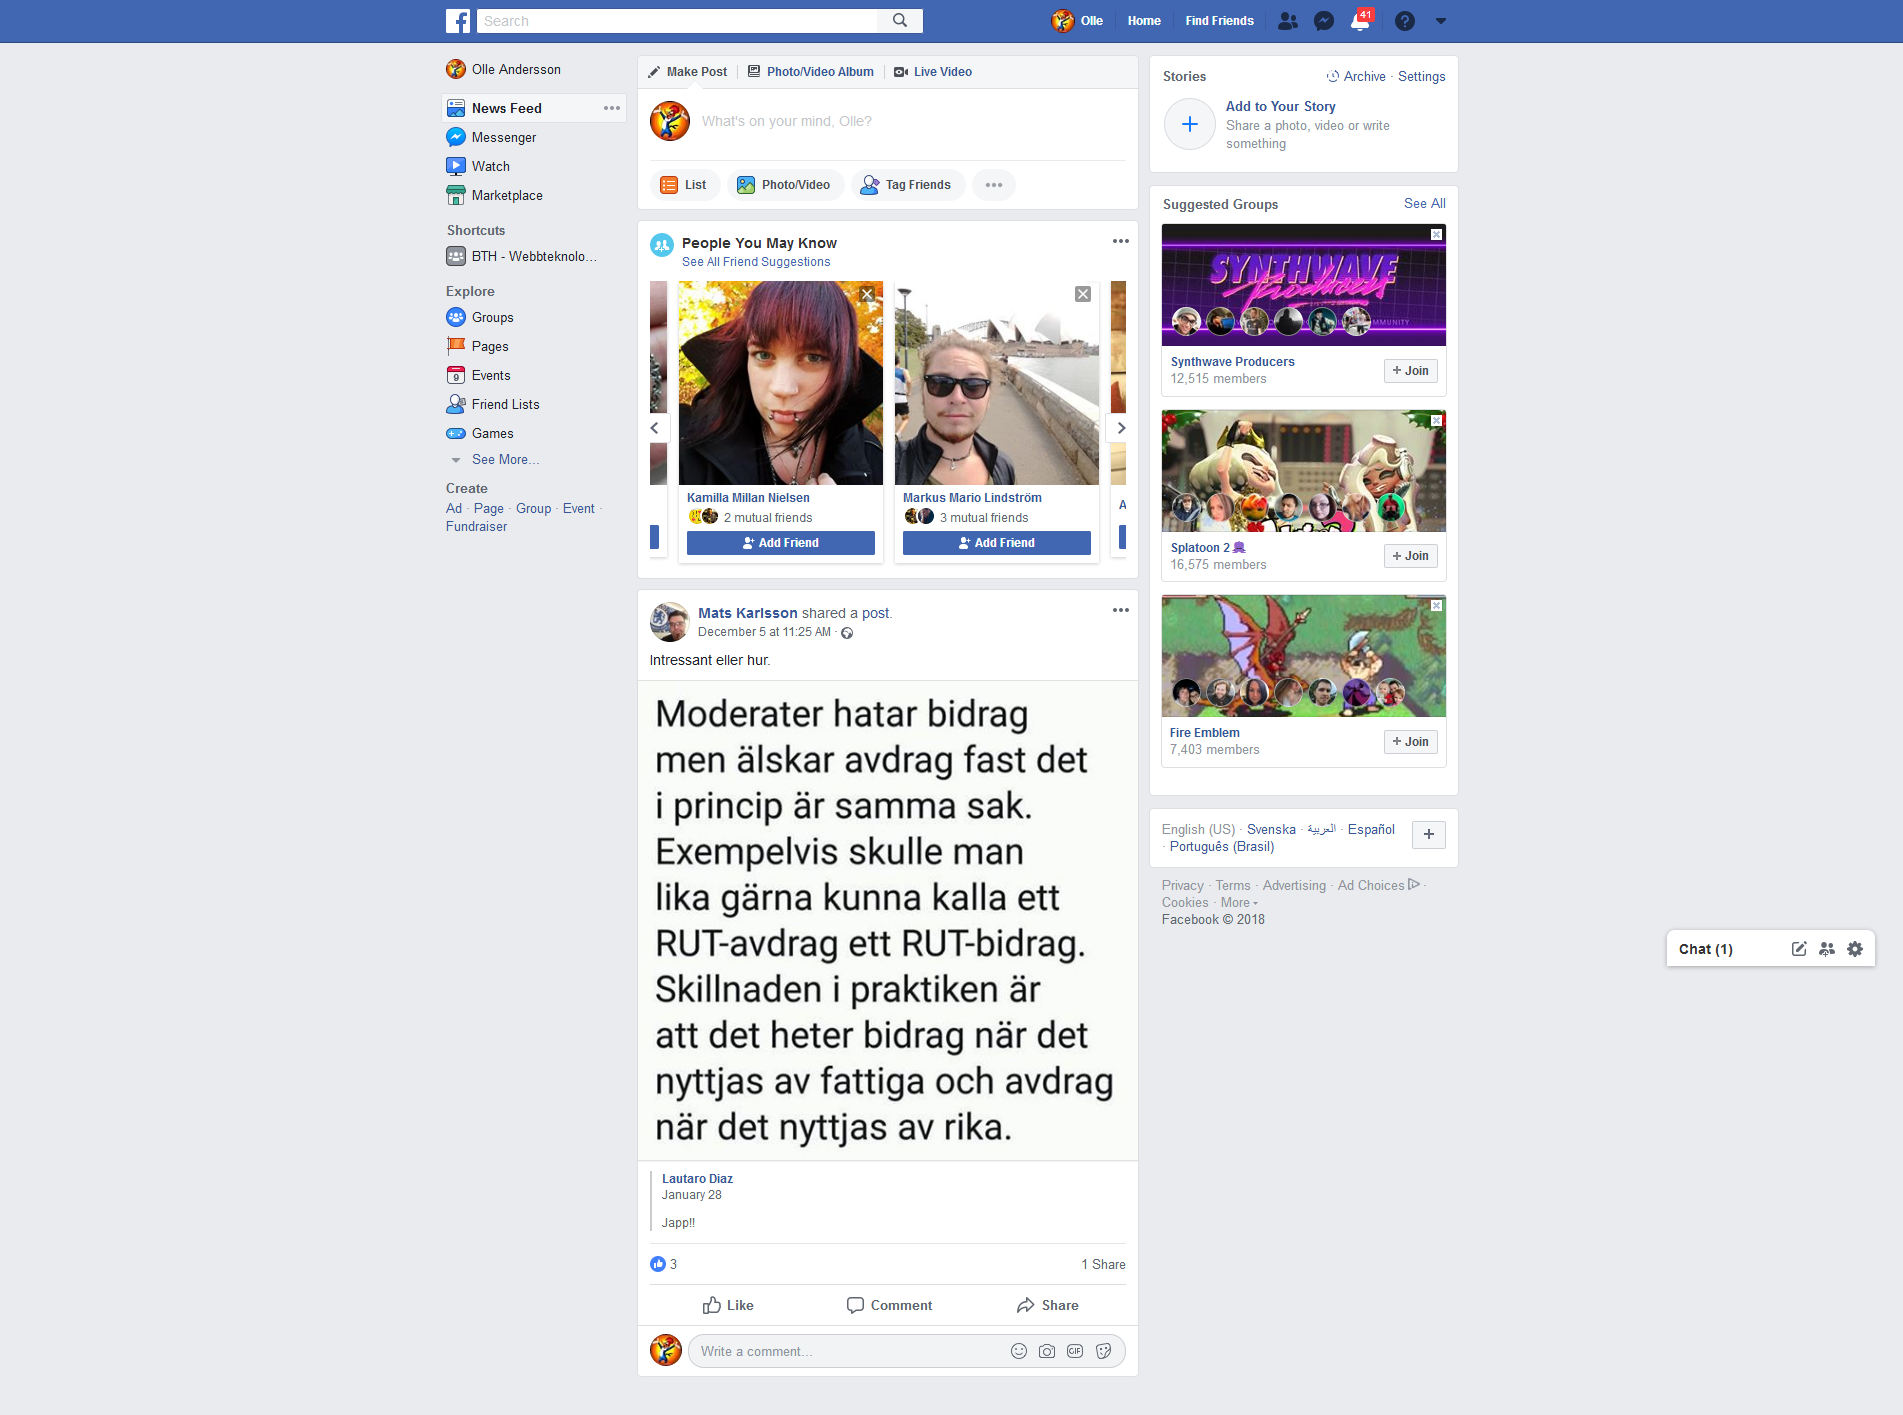 Search
Olle
Home
Find Friends
41
Olle Andersson
News Feed
Messenger
Watch
Marketplace
Shortcuts
BTH - Webbteknolo...
Explore
Groups
Pages
9
Events
Friend Lists
Games
See More...
Create
Ad · Page · Group · Event ·
Fundraiser
Make Post
Photo/Video Album
Live Video
What's on your mind, Olle?
List
Photo/Video
Tag Friends
People You May Know
See All Friend Suggestions
Kamilla Millan Nielsen
2 mutual friends
Add Friend
Markus Mario Lindström
3 mutual friends
Add Friend
A
Mats Karlsson shared a post.
December 5 at 11:25 AM ·
Intressant eller hur.
Moderater hatar bidrag
men älskar avdrag fast det
i princip är samma sak.
Exempelvis skulle man
lika gärna kunna kalla ett
RUT-avdrag ett RUT-bidrag.
Skillnaden i praktiken är
att det heter bidrag när det
nyttjas av fattiga och avdrag
när det nyttjas av rika.
Lautaro Diaz
January 28
Japp!!
3
1 Share
Like
Comment
Share
Write a comment...
GIF
Stories
Archive · Settings
Add to Your Story
Share a photo, video or write
something
Suggested Groups
See All
SYNTHWAVE
Producers
MMUNITY
Synthwave Producers
12,515 members
+ Join
Splatoon 2
16,575 members
+ Join
Fire Emblem
7,403 members
+ Join
English (US) · Svenska · العربية · Español
· Português (Brasil)
+
Privacy · Terms · Advertising · Ad Choices ·
Cookies · More
Facebook © 2018
Chat (1)